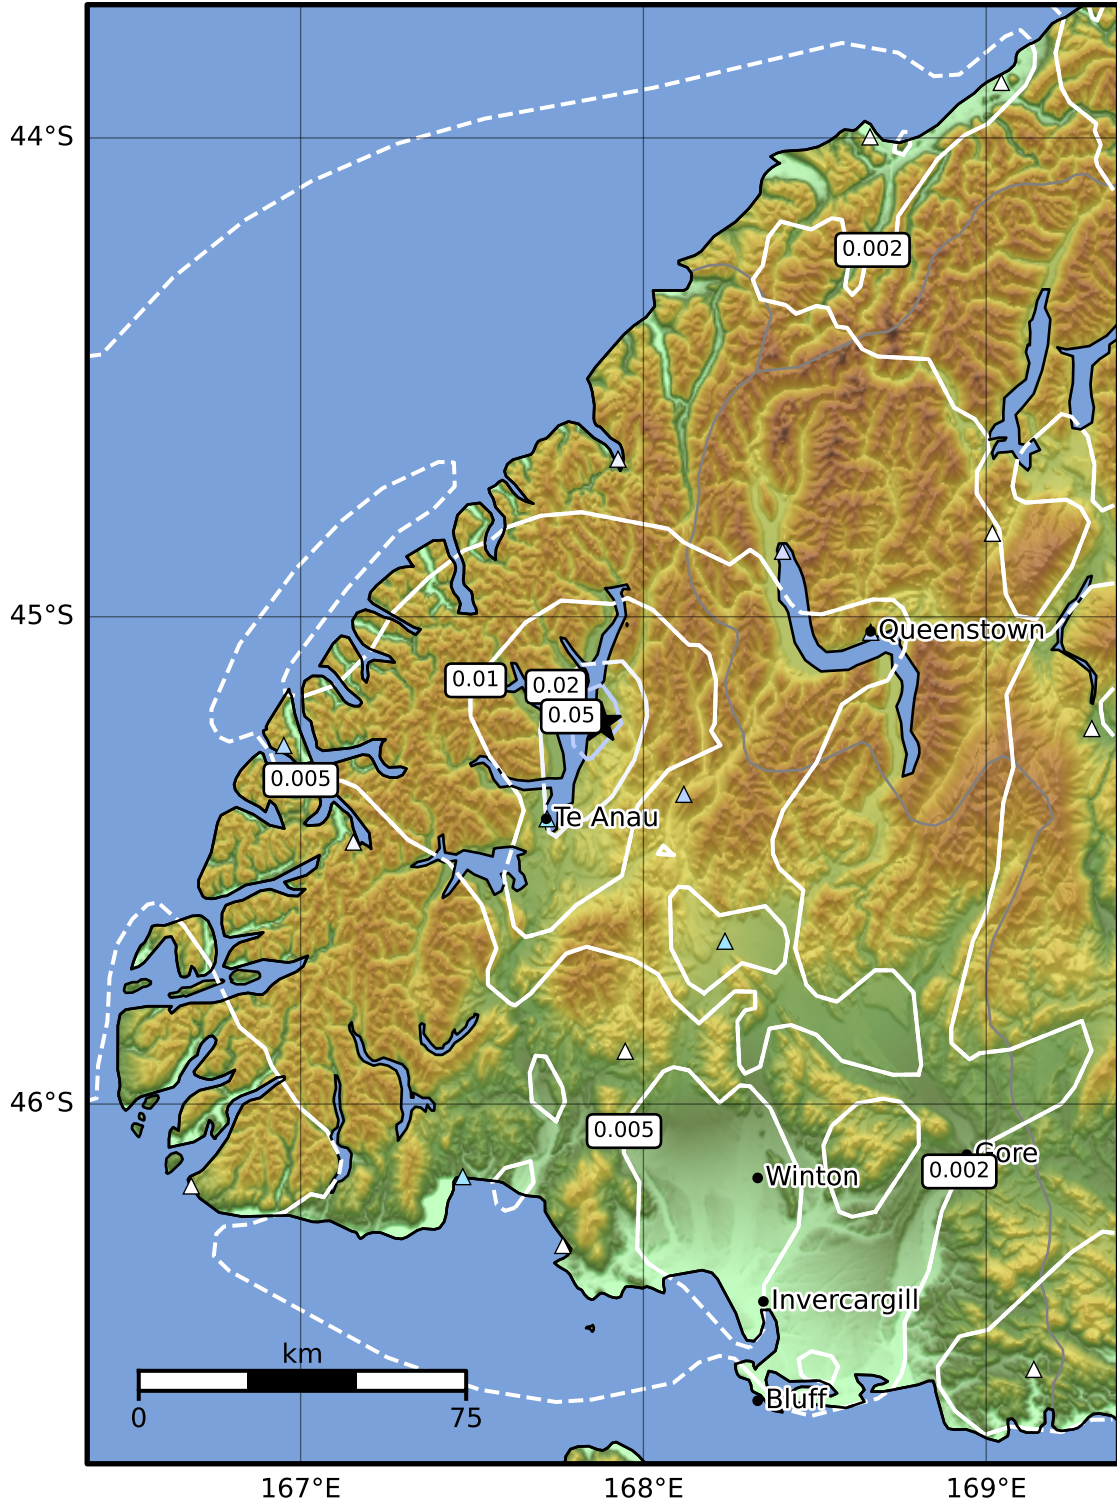 44°S
0.002
45°S
Queenstown
0.01
0.02
0.05
0.005
Te Anau
46°S
0.005
Gore
0.002
Winton
Invercargill
km
0
75
Bluff
167°E
168°E
169°E